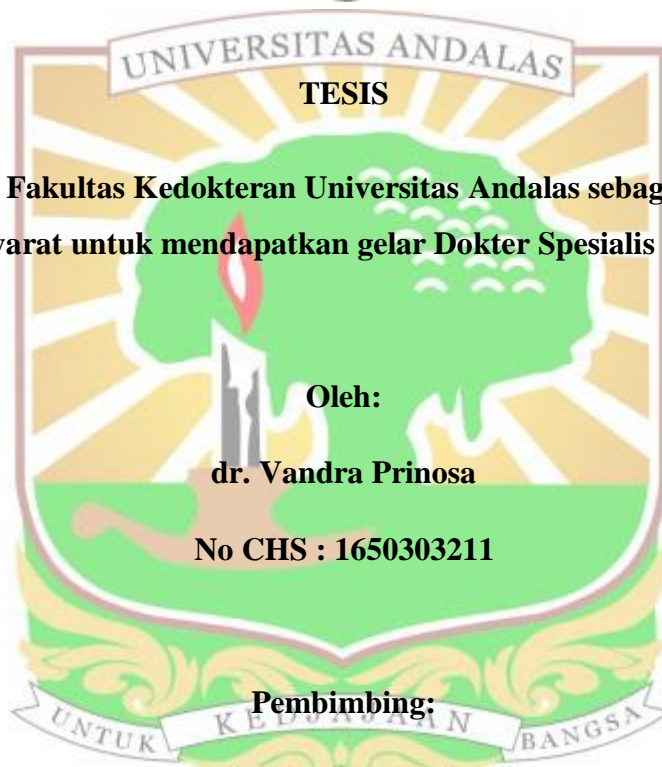 UNIVERSITAS ANDALAS
TESIS
Fakultas Kedokteran Universitas Andalas sebag
arat untuk mendapatkan gelar Dokter Spesialis
Oleh:
dr. Vandra Prinosa
No CHS : 1650303211
Pembimbing:
UNTUK KEDJAJAAN BANGSA